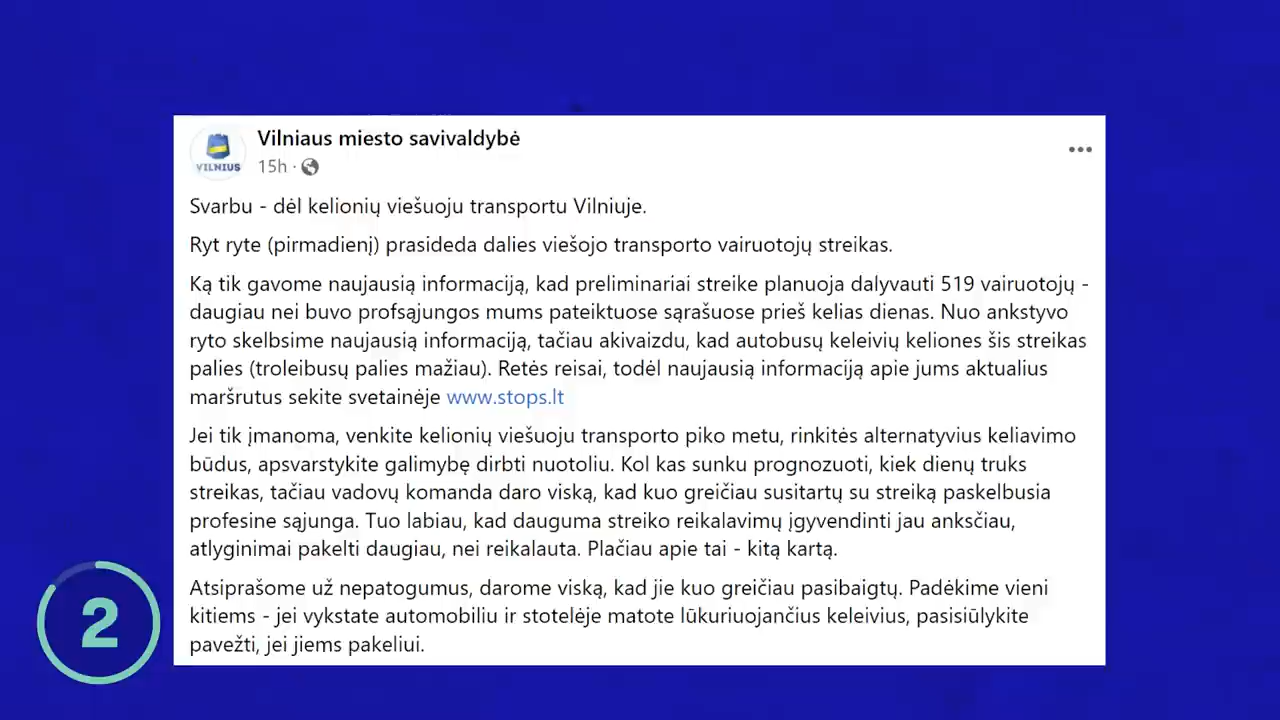 Vilniaus miesto savivaldybė
VILNIUS
15h ·
Svarbu - dėl kelionių viešuoju transportu Vilniuje.
Ryt ryte (pirmadienį) prasideda dalies viešojo transporto vairuotojų streikas.
Ką tik gavome naujausią informaciją, kad preliminariai streike planuoja dalyvauti 519 vairuotojų -
daugiau nei buvo profsąjungos mums pateiktuose sąrašuose prieš kelias dienas. Nuo ankstyvo
ryto skelbsime naujausią informaciją, tačiau akivaizdu, kad autobusų keleivių keliones šis streikas
palies (troleibusų palies mažiau). Retės reisai, todėl naujausią informaciją apie jums aktualius
maršrutus sekite svetainėje www.stops.lt
Jei tik įmanoma, venkite kelionių viešuoju transporto piko metu, rinkitės alternatyvius keliavimo
būdus, apsvarstykite galimybę dirbti nuotoliu. Kol kas sunku prognozuoti, kiek dienų truks
streikas, tačiau vadovų komanda daro viską, kad kuo greičiau susitartų su streiką paskelbusia
profesine sąjunga. Tuo labiau, kad dauguma streiko reikalavimų įgyvendinti jau anksčiau,
atlyginimai pakelti daugiau, nei reikalauta. Plačiau apie tai - kitą kartą.
Atsiprašome už nepatogumus, darome viską, kad jie kuo greičiau pasibaigtų. Padėkime vieni
kitiems - jei vykstate automobiliu ir stotelėje matote lūkuriuojančius keleivius, pasisiūlykite
pavežti, jei jiems pakeliui.
2